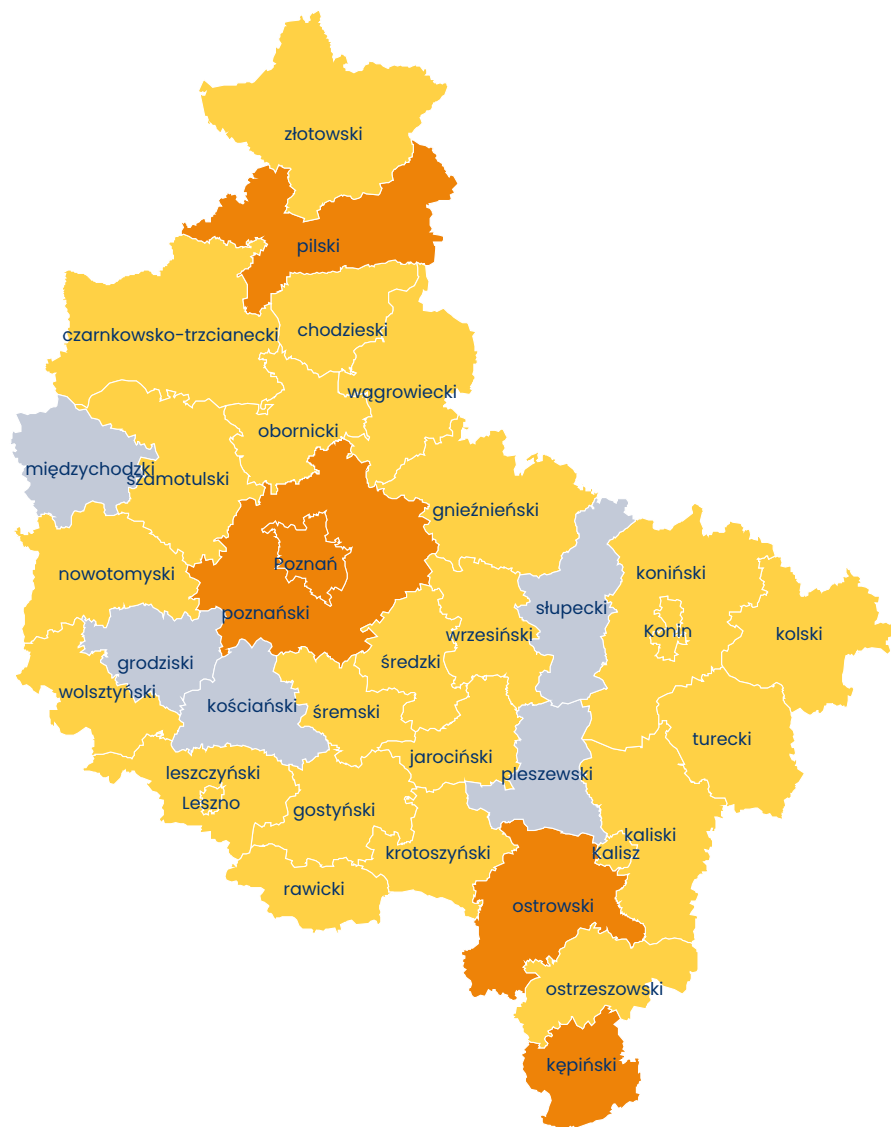 złotowski
pilski
czarnkowsko-trzcianecki
chodzieski
wągrowiecki
obornicki
międzychodzki
szamotulski
gnieźnieński
nowotomyski
Poznań
poznański
koniński
słupecki
Konin
kolski
wrzesiński
grodziski
średzki
wolsztyński
kościański
śremski
turecki
jarociński
leszczyński
pleszewski
Leszno
gostyński
kaliski
krotoszyński
Kalisz
rawicki
ostrowski
ostrzeszowski
kępiński